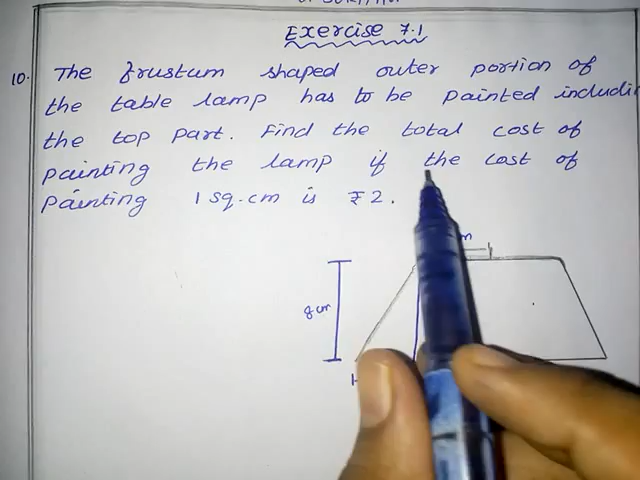 Exercise 7.1
10. The frustum shaped outer portion of
the table lamp has to be painted includi
the top part. Find the total cost of
painting the lamp if the cost of
painting 1 sq.cm is ₹2.
8cm